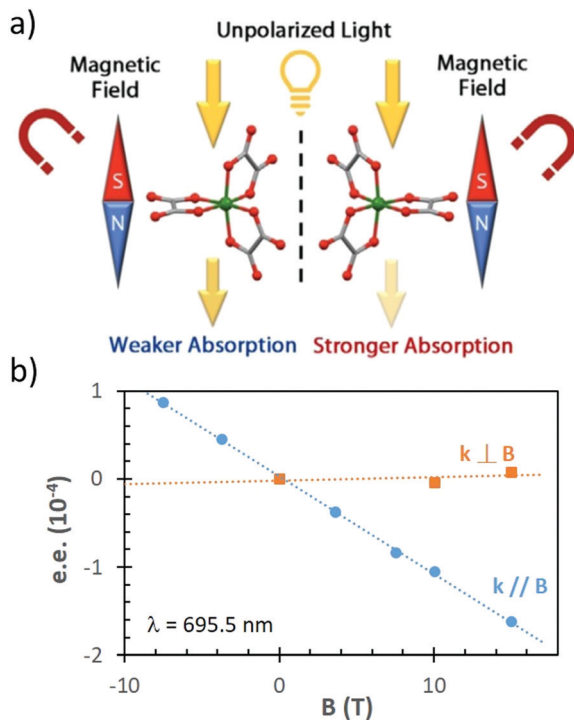 a)
Unpolarized Light
Magnetic
Field
Magnetic
Field
S
N
S
N
Weaker Absorption
Stronger Absorption
b)
1
0
-1
-2
e.e. (10⁻⁴)
k ⊥ B
k // B
λ = 695.5 nm
-10
0
10
B (T)